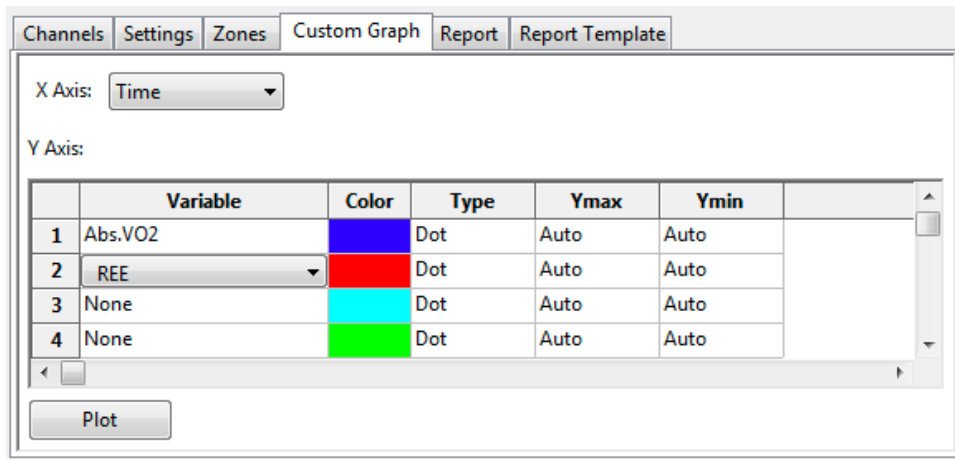 Channels Settings Zones Custom Graph Report Report Template
X Axis: Time
Y Axis:
Variable Color Type Ymax Ymin
1 Abs.VO2 Dot Auto Auto
2 REE Dot Auto Auto
3 None Dot Auto Auto
4 None Dot Auto Auto
Plot